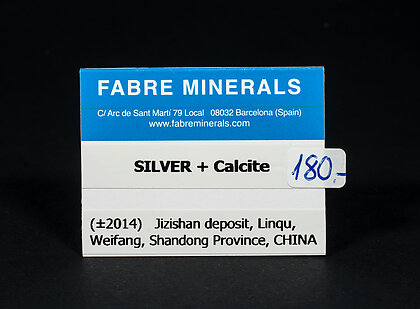 FABRE MINERALS
C/ Arc de Sant Martí 79 Local 08032 Barcelona (Spain)
www.fabreminerals.com
SILVER + Calcite
180.-
(±2014) Jizishan deposit, Linqu,
Weifang, Shandong Province, CHINA